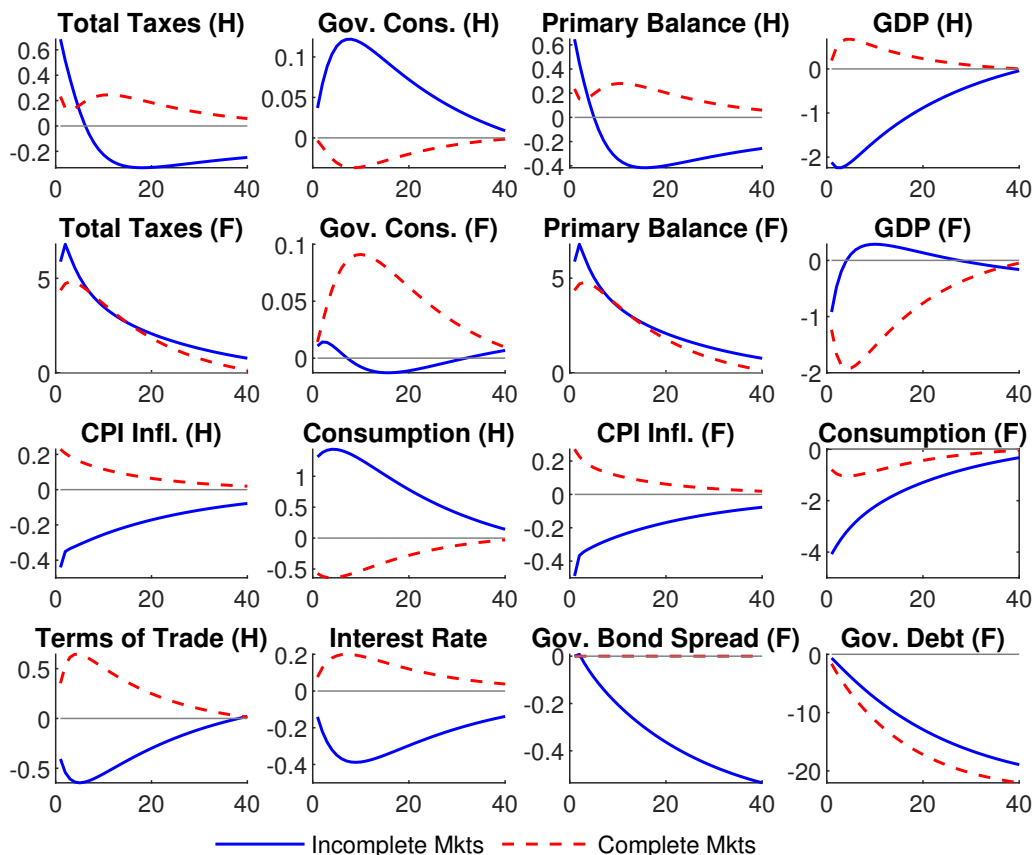 Total Taxes (H) Gov. Cons. (H) Primary Balance (H) GDP (H)
0.6 0.4 0.2 0 -0.2
0.1 0.05 0
0.6 0.4 0.2 0 -0.2 -0.4
0 -1 -2
0 20 40 0 20 40 0 20 40 0 20 40
Total Taxes (F) Gov. Cons. (F) Primary Balance (F) GDP (F)
5 0
0.1 0.05 0
5 0
0 -1 -2
0 20 40 0 20 40 0 20 40 0 20 40
CPI Infl. (H) Consumption (H) CPI Infl. (F) Consumption (F)
0.2 0 -0.2 -0.4
1 0.5 0 -0.5
0.2 0 -0.2 -0.4
0 -2 -4
0 20 40 0 20 40 0 20 40 0 20 40
Terms of Trade (H) Interest Rate Gov. Bond Spread (F) Gov. Debt (F)
0.5 0 -0.5
0.2 0 -0.2 -0.4
0 -0.2 -0.4
0 -10 -20
0 20 40 0 20 40 0 20 40 0 20 40
Incomplete Mkts Complete Mkts